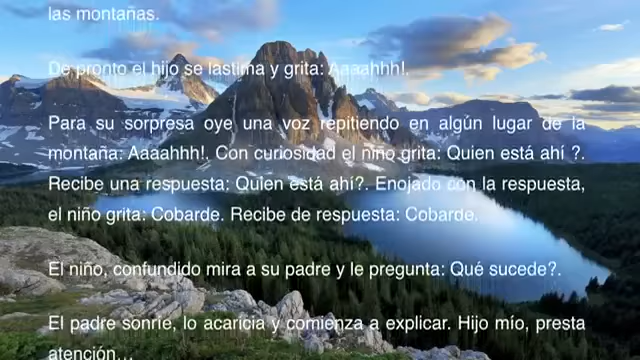 las montañas.
De pronto el hijo se lastima y grita: Aaaahhh!.
Para su sorpresa oye una voz repitiendo en algún lugar de la
montaña: Aaaahhh!. Con curiosidad el niño grita: Quien está ahí ?.
Recibe una respuesta: Quien está ahí?. Enojado con la respuesta,
el niño grita: Cobarde. Recibe de respuesta: Cobarde.
El niño, confundido mira a su padre y le pregunta: Qué sucede?.
El padre sonríe, lo acaricia y comienza a explicar. Hijo mío, presta
atención…